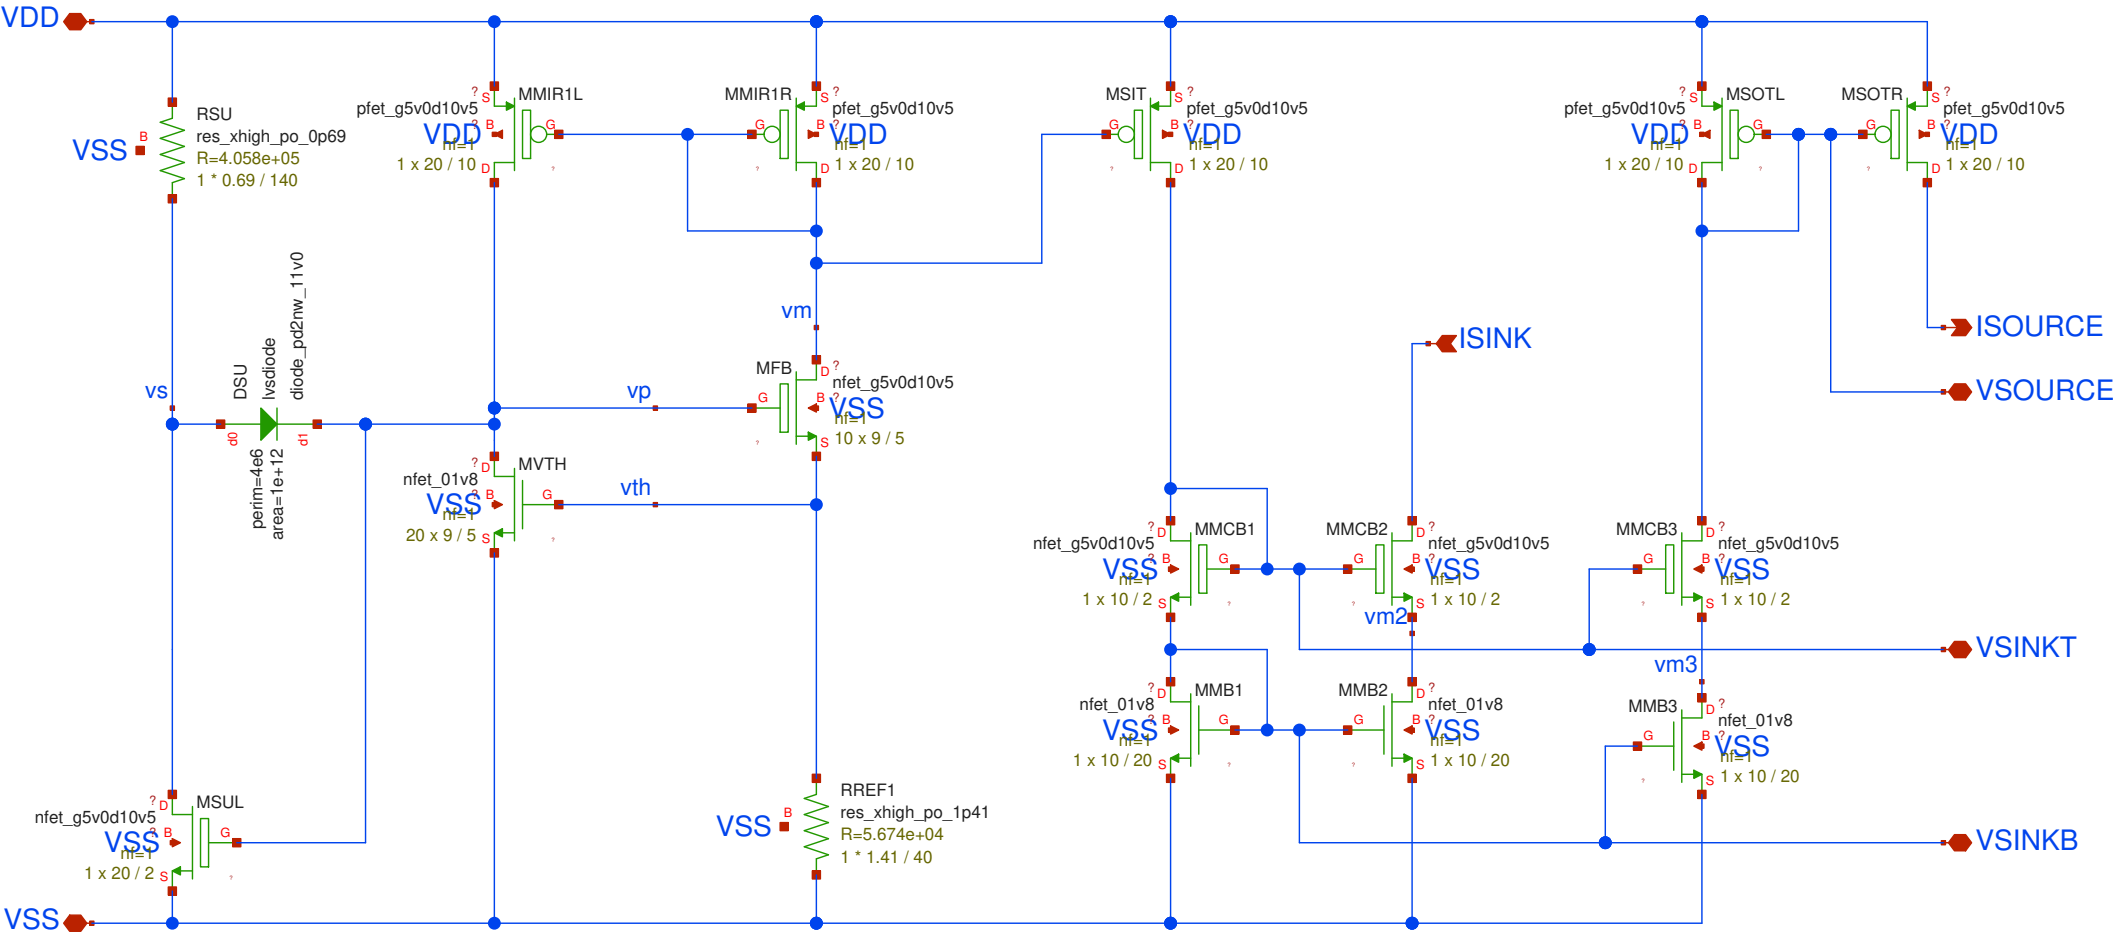 VDD
RSU
res_xhigh_po_0p69
R=4.058e+05
1 * 0.69 / 140
B
VSS
MMIR1L
pfet_g5v0d10v5
VDD
nf=1
1 x 20 / 10
? S
B
G
D
MMIR1R
pfet_g5v0d10v5
VDD
nf=1
1 x 20 / 10
S ?
B
G
D
MSIT
pfet_g5v0d10v5
VDD
nf=1
1 x 20 / 10
S ?
B
G
D
MSOTL
pfet_g5v0d10v5
VDD
nf=1
1 x 20 / 10
? S
B
G
D
MSOTR
pfet_g5v0d10v5
VDD
nf=1
1 x 20 / 10
S ?
B
G
D
vm
ISOURCE
ISINK
VSOURCE
vs
DSU
lvsdiode
diode_pd2nw_11v0
d0
d1
perim=4e6
area=1e+12
vp
MFB
nfet_g5v0d10v5
VSS
nf=1
10 x 9 / 5
D ?
B
G
S
MVTH
nfet_01v8
VSS
nf=1
20 x 9 / 5
? D
B
G
S
vth
MMCB1
nfet_g5v0d10v5
VSS
nf=1
1 x 10 / 2
? D
B
G
S
MMCB2
nfet_g5v0d10v5
VSS
nf=1
1 x 10 / 2
D ?
B
G
S
vm2
MMCB3
nfet_g5v0d10v5
VSS
nf=1
1 x 10 / 2
D ?
B
G
S
VSINKT
vm3
MMB1
nfet_01v8
VSS
nf=1
1 x 10 / 20
? D
B
G
S
MMB2
nfet_01v8
VSS
nf=1
1 x 10 / 20
D ?
B
G
S
MMB3
nfet_01v8
VSS
nf=1
1 x 10 / 20
D ?
B
G
S
MSUL
nfet_g5v0d10v5
VSS
nf=1
1 x 20 / 2
? D
B
G
S
RREF1
res_xhigh_po_1p41
R=5.674e+04
1 * 1.41 / 40
B
VSS
VSINKB
VSS